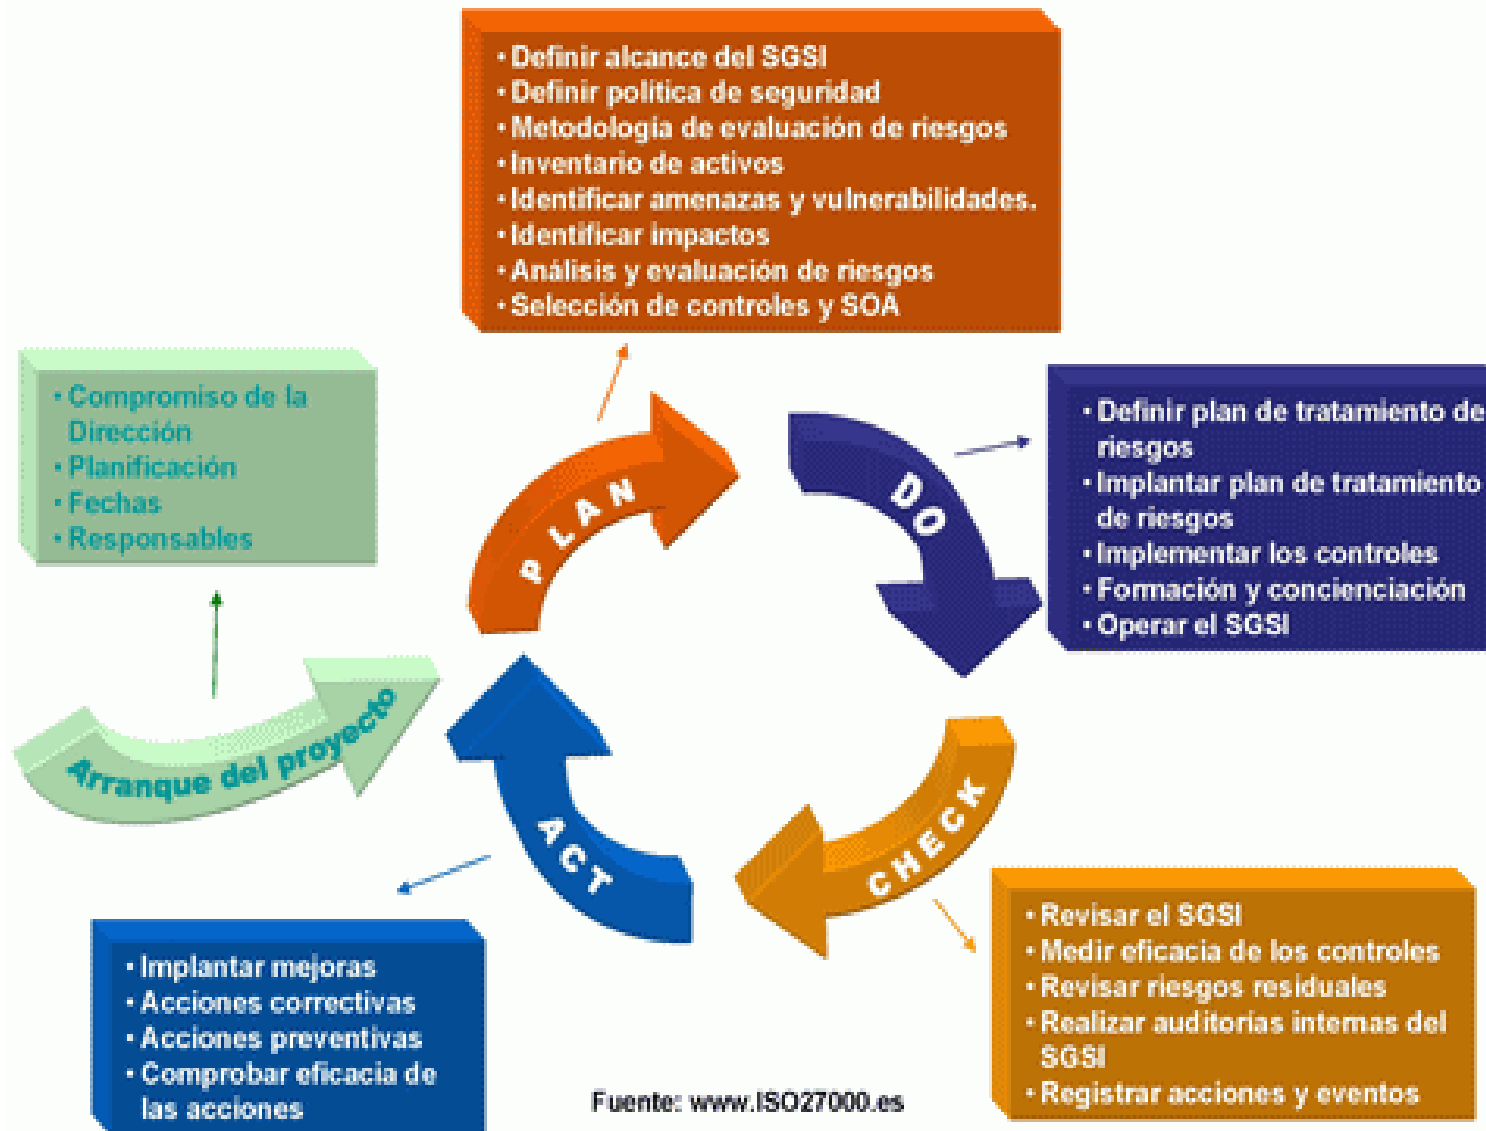 • Definir alcance del SGSI
• Definir política de seguridad
• Metodología de evaluación de riesgos
• Inventario de activos
• Identificar amenazas y vulnerabilidades.
• Identificar impactos
• Análisis y evaluación de riesgos
• Selección de controles y SOA
• Compromiso de la
Dirección
• Planificación
• Fechas
• Responsables
Arranque del proyecto
PLAN
DO
• Definir plan de tratamiento de
riesgos
• Implantar plan de tratamiento
de riesgos
• Implementar los controles
• Formación y concienciación
• Operar el SGSI
CHECK
• Revisar el SGSI
• Medir eficacia de los controles
• Revisar riesgos residuales
• Realizar auditorías internas del
SGSI
• Registrar acciones y eventos
ACT
• Implantar mejoras
• Acciones correctivas
• Acciones preventivas
• Comprobar eficacia de
las acciones
Fuente: www.ISO27000.es